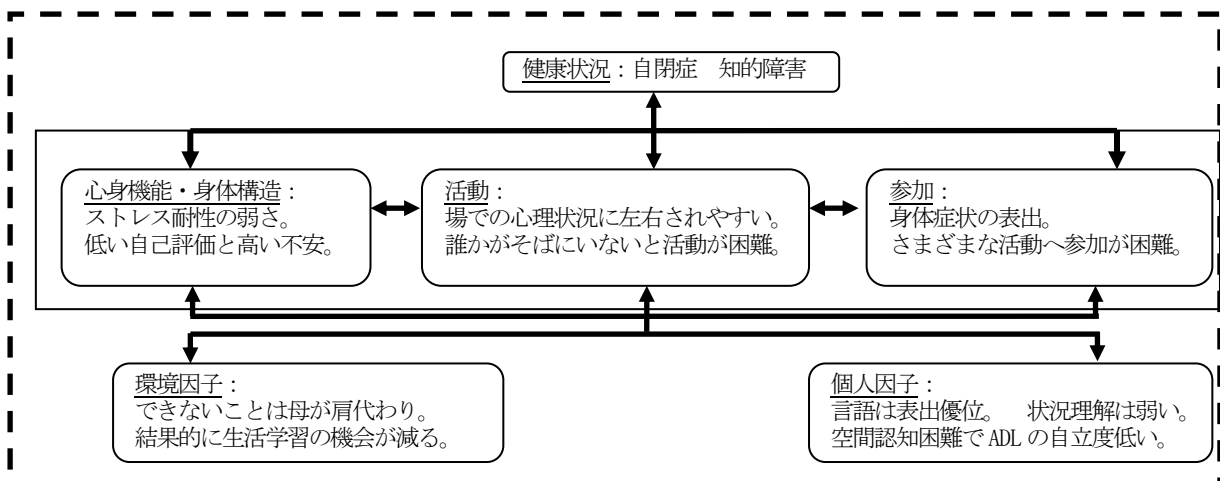 健康状況：自閉症　知的障害
心身機能・身体構造：
ストレス耐性の弱さ。
低い自己評価と高い不安。
活動：
場での心理状況に左右されやすい。
誰かがそばにいないと活動が困難。
参加：
身体症状の表出。
さまざまな活動へ参加が困難。
環境因子：
できないことは母が肩代わり。
結果的に生活学習の機会が減る。
個人因子：
言語は表出優位。　状況理解は弱い。
空間認知困難で ADL の自立度低い。